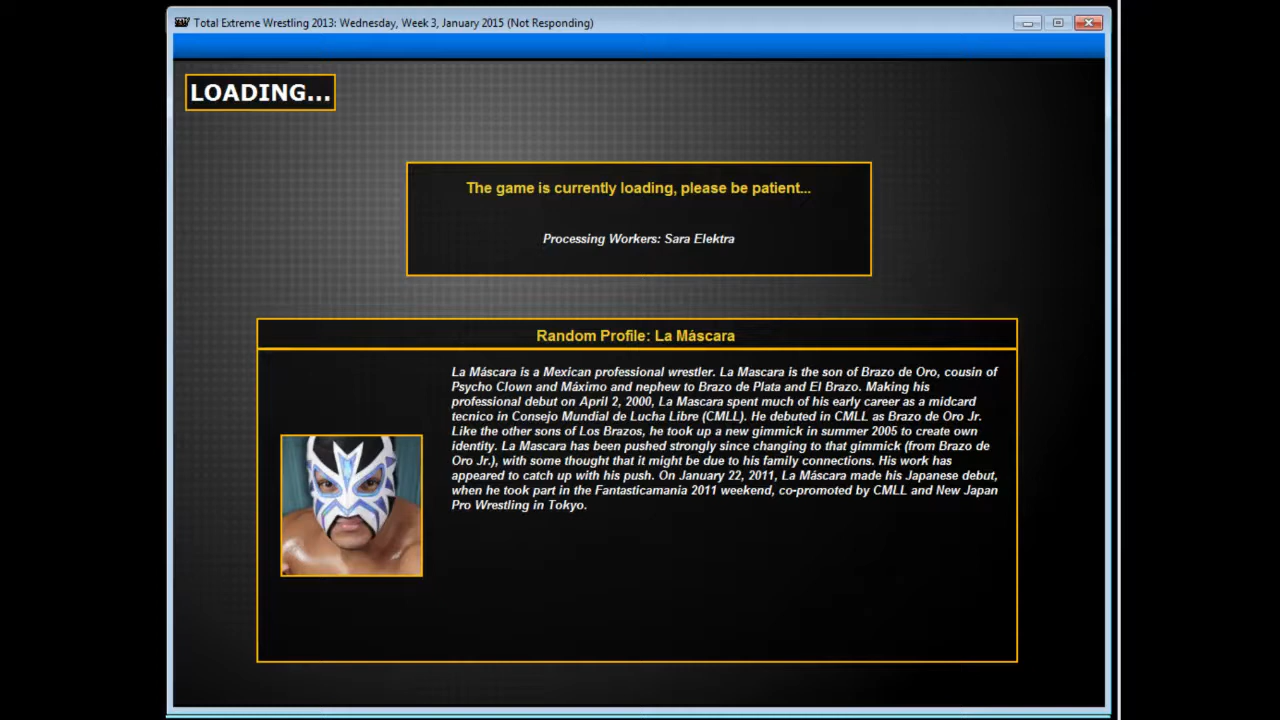 Total Extreme Wrestling 2013: Wednesday, Week 3, January 2015 (Not Responding)
LOADING...
The game is currently loading, please be patient...
Processing Workers: Sara Elektra
Random Profile: La Máscara
La Máscara is a Mexican professional wrestler. La Mascara is the son of Brazo de Oro, cousin of
Psycho Clown and Máximo and nephew to Brazo de Plata and El Brazo. Making his
professional debut on April 2, 2000, La Mascara spent much of his early career as a midcard
tecnico in Consejo Mundial de Lucha Libre (CMLL). He debuted in CMLL as Brazo de Oro Jr.
Like the other sons of Los Brazos, he took up a new gimmick in summer 2005 to create own
identity. La Mascara has been pushed strongly since changing to that gimmick (from Brazo de
Oro Jr.), with some thought that it might be due to his family connections. His work has
appeared to catch up with his push. On January 22, 2011, La Máscara made his Japanese debut,
when he took part in the Fantasticamania 2011 weekend, co-promoted by CMLL and New Japan
Pro Wrestling in Tokyo.